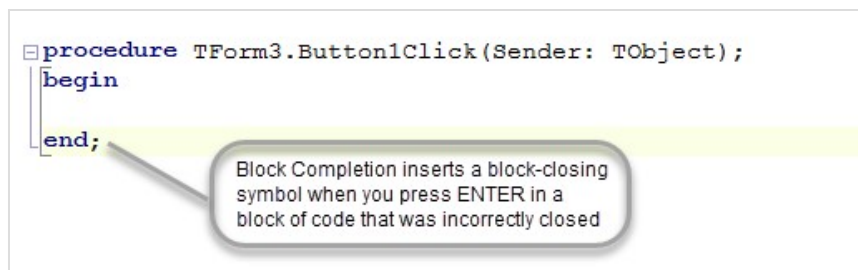 procedure TForm3.Button1Click(Sender: TObject);
begin
end;
Block Completion inserts a block-closing
symbol when you press ENTER in a
block of code that was incorrectly closed